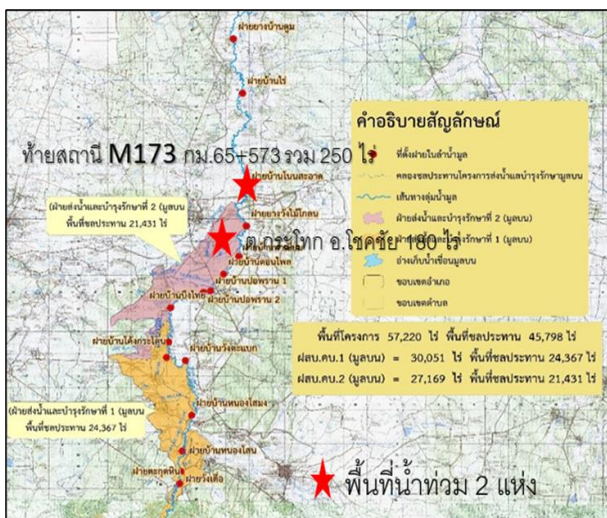 ฝายยางบ้านตูม
ฝายบ้านไร่
ท้ายสถานี M173 กม.65+573 รวม 250 ไร่
ฝายบ้านโนนสะอาด
(ฝ่ายส่งน้ำและบำรุงรักษาที่ 2 (มูลบน
พื้นที่ชลประทาน 21,431 ไร่
ฝายยางวังไม้โกลน
ต.กระโทก อ.โชคชัย 180 ไร่
ฝายบ้านดอนไพล
ฝายบ้านปอพราน 1
ฝายบ้านปอพราน 2
ฝายบ้านบิงไทย
ฝายบ้านโค้งกระโดน
ฝายบ้านวังตะแบก
(ฝ่ายส่งน้ำและบำรุงรักษาที่ 1 (มูลบน
พื้นที่ชลประทาน 24,367 ไร่
ฝายบ้านหนองโสมง
ฝายบ้านหนองโสน
ฝายตะกุดหิน
ฝายวังเดื่อ
คำอธิบายสัญลักษณ์
ที่ตั้งฝายในลำน้ำมูล
คลองชลประทานโครงการส่งน้ำและบำรุงรักษามูลบน
เส้นทางลุ่มน้ำมูล
ฝ่ายส่งน้ำและบำรุงรักษาที่ 2 (มูลบน)
ฝ่ายส่งน้ำและบำรุงรักษาที่ 1 (มูลบน)
อ่างเก็บน้ำเขื่อนมูลบน
ขอบเขตอำเภอ
ขอบเขตตำบล
พื้นที่โครงการ 57,220 ไร่ พื้นที่ชลประทาน 45,798 ไร่
ฝสบ.คบ.1 (มูลบน) = 30,051 ไร่ พื้นที่ชลประทาน 24,367 ไร่
ฝสบ.คบ.2 (มูลบน) = 27,169 ไร่ พื้นที่ชลประทาน 21,431 ไร่
พื้นที่น้ำท่วม 2 แห่ง